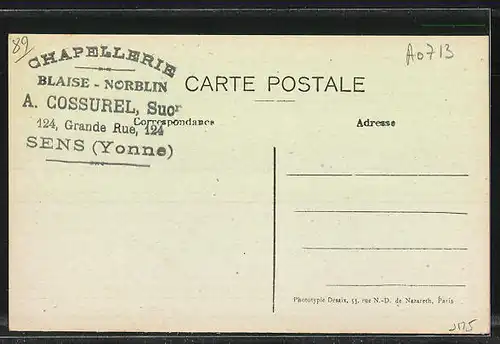 89
A0713
CHAPELLERIE
BLAISE - NORBLIN
CARTE POSTALE
A. COSSUREL, Sucr
124, Grande Rue, 124
Correspondance
Adresse
SENS (Yonne)
Phototypie Desaix, 55, rue N.-D. de Nazareth, Paris